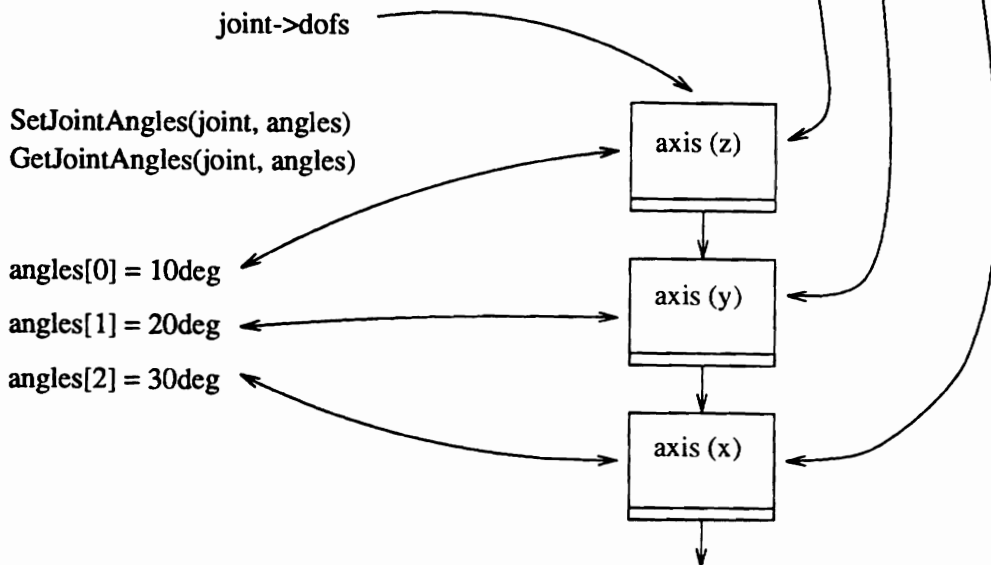 joint->dofs
SetJointAngles(joint, angles)
GetJointAngles(joint, angles)
axis (z)
angles[0] = 10deg
axis (y)
angles[1] = 20deg
angles[2] = 30deg
axis (x)